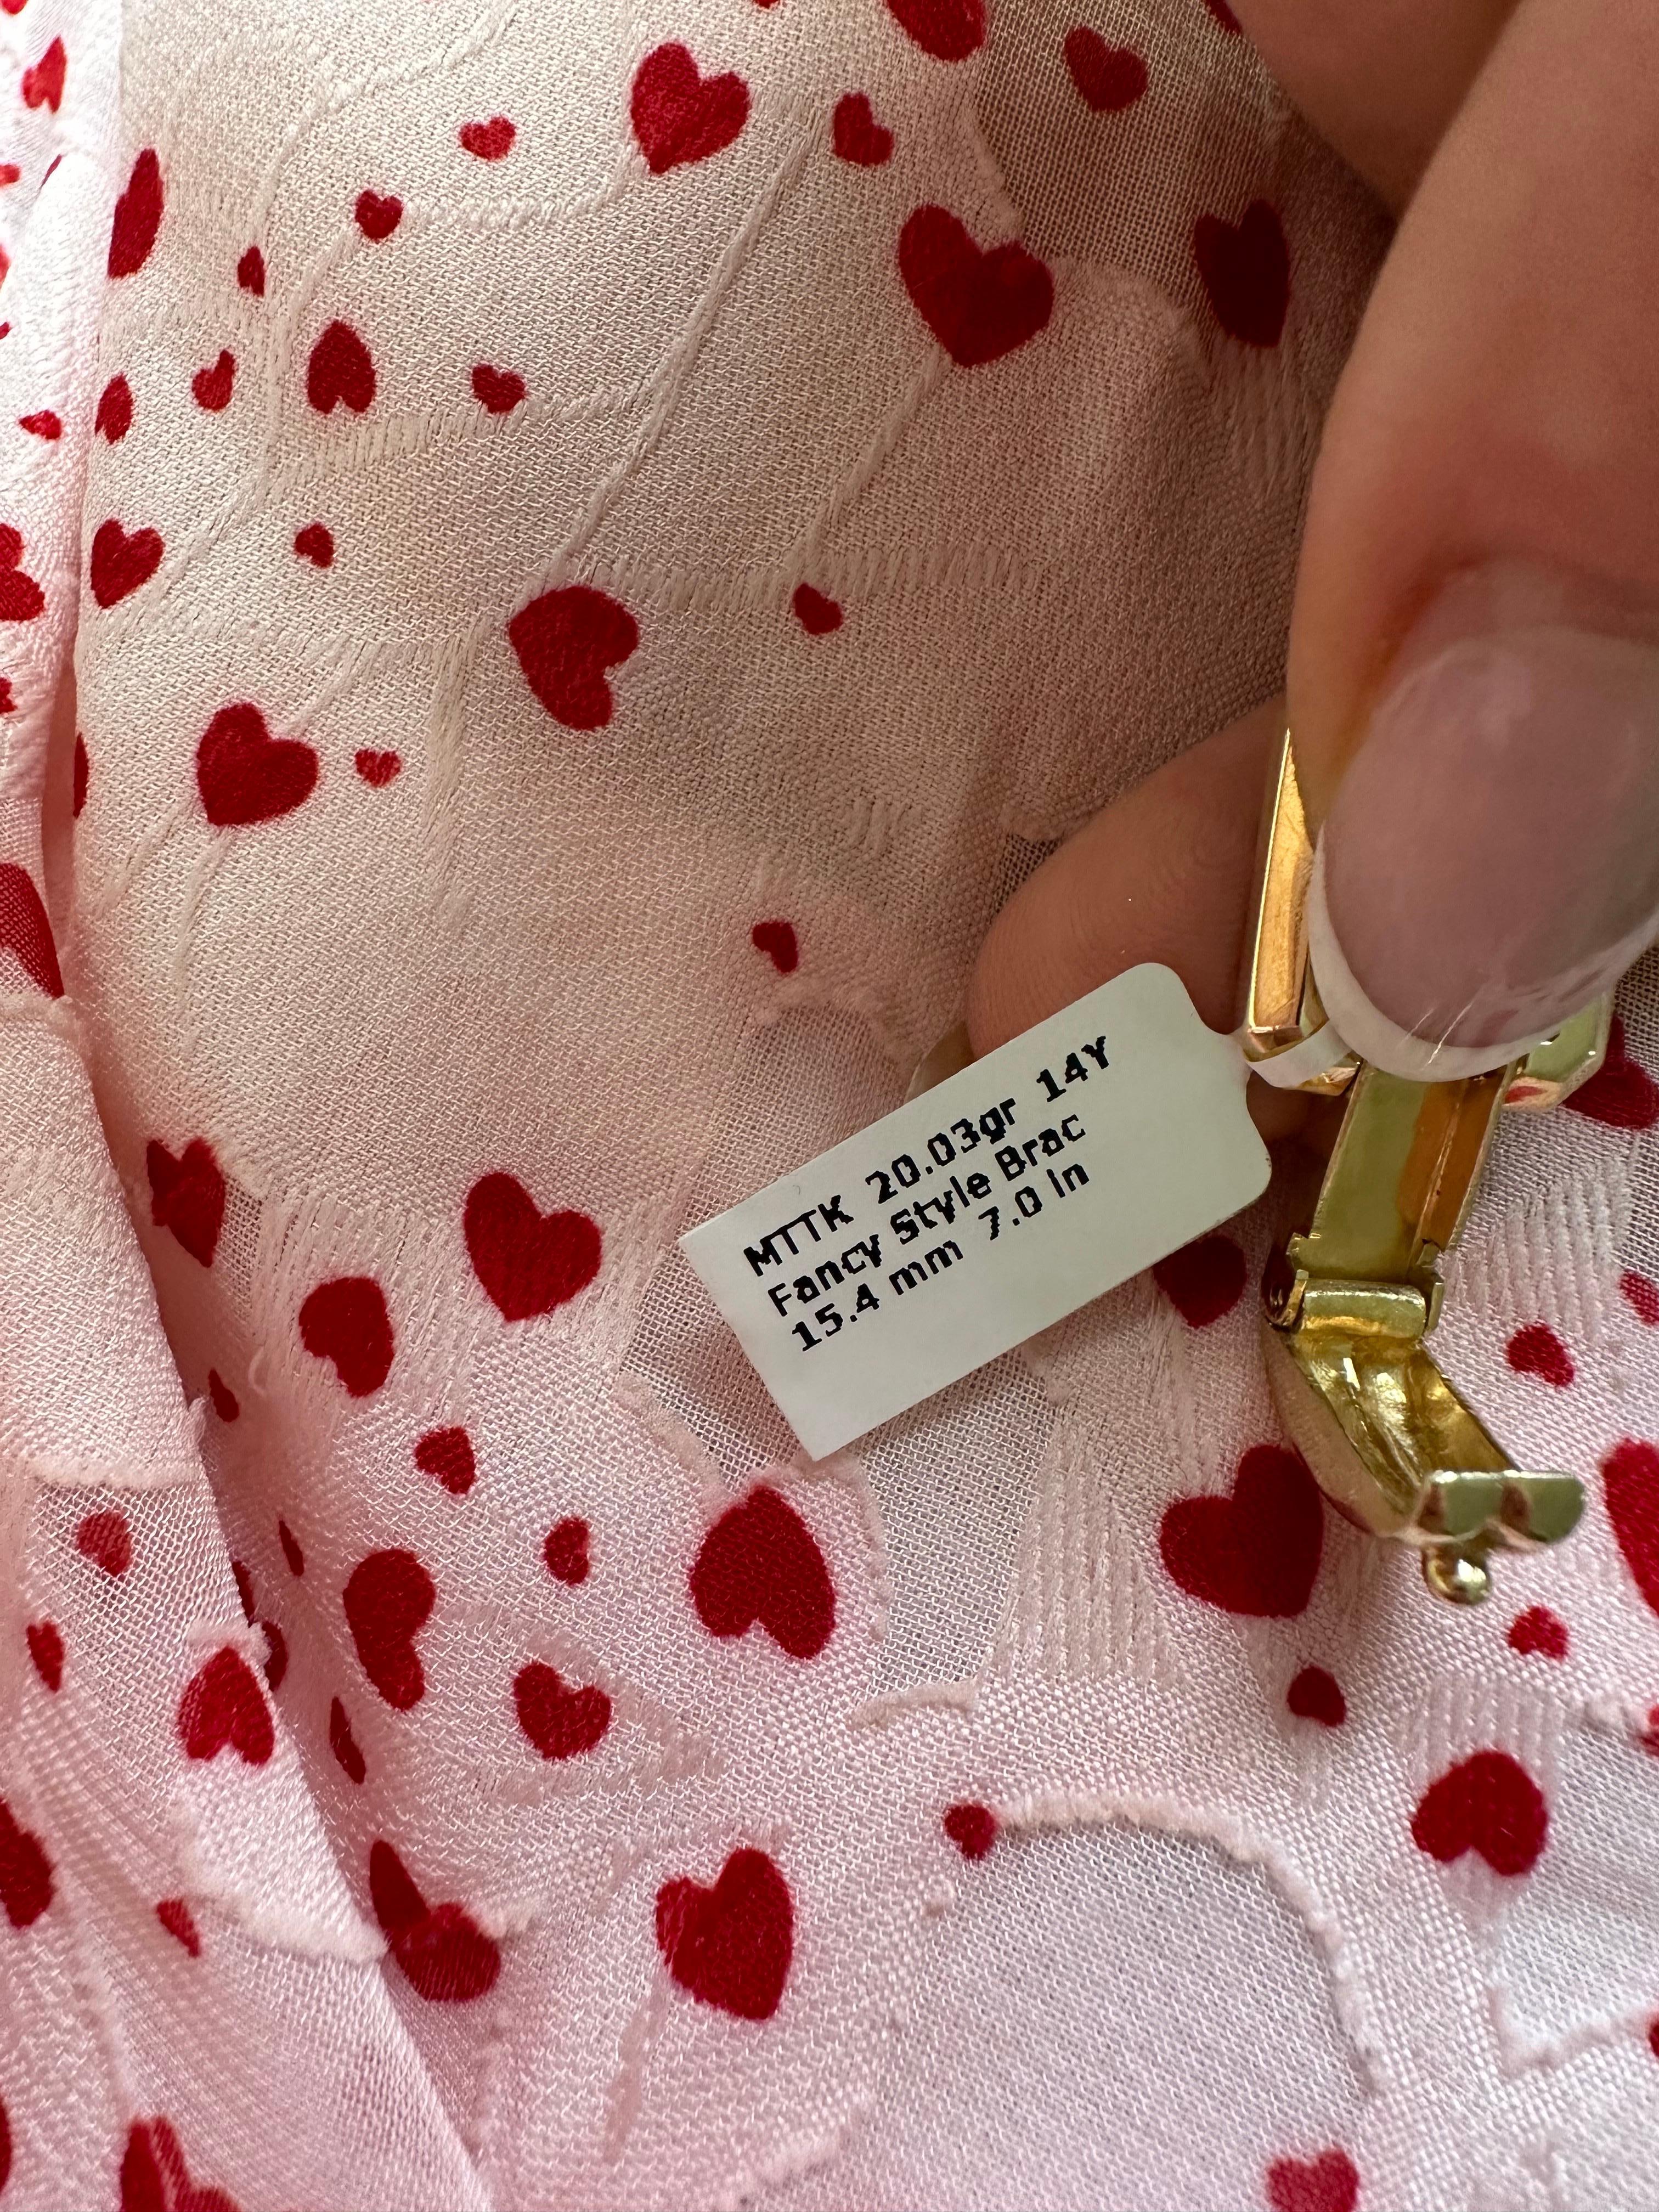 MTTK 20.03gr 14Y
Fancy Style Brac
15.4 mm 7.0 In